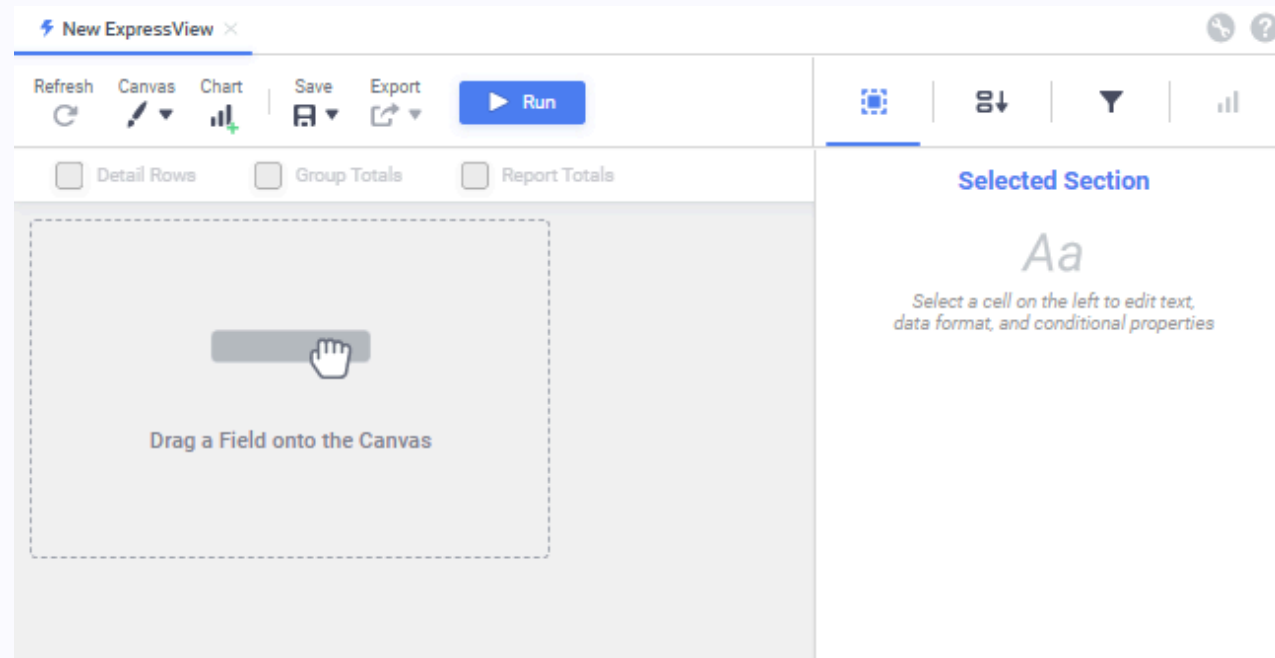 New ExpressView
Refresh Canvas Chart Save Export
Run
Detail Rows Group Totals Report Totals
Selected Section
Aa
Select a cell on the left to edit text,
data format, and conditional properties
Drag a Field onto the Canvas